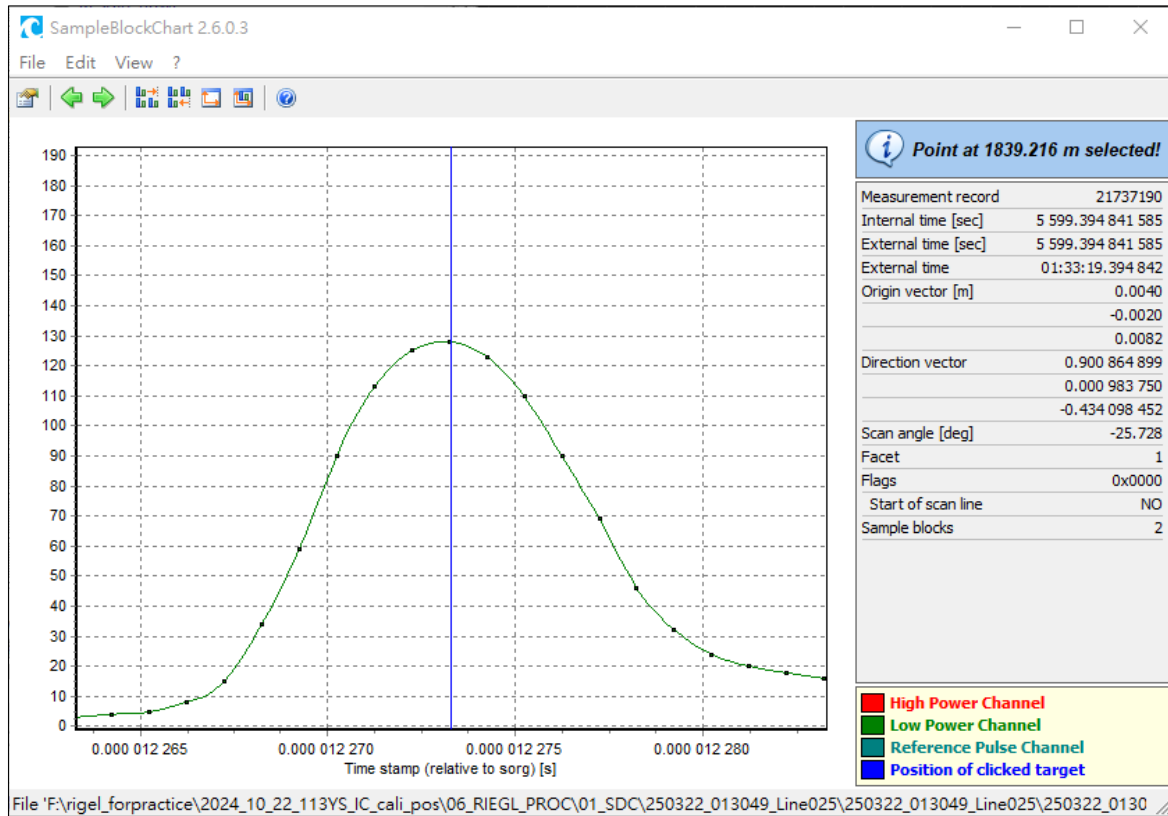 SampleBlockChart 2.6.0.3
File Edit View ?
Point at 1839.216 m selected!
190
180
170
160
150
140
130
120
110
100
90
80
70
60
50
40
30
20
10
0
0.000 012.265 0.000 012.270 0.000 012.275 0.000 012.280
Time stamp (relative to sorg) [s]
Measurement record 21737190
Internal time [sec] 5 599.394 841 585
External time [sec] 5 599.394 841 585
External time 01:33:19.394 842
Origin vector [m] 0.0040
-0.0020
0.0082
Direction vector 0.900 864 899
0.000 983 750
-0.434 098 452
Scan angle [deg] -25.728
Facet 1
Flags 0x0000
Start of scan line NO
Sample blocks 2
High Power Channel
Low Power Channel
Reference Pulse Channel
Position of clicked target
File 'F:\rigel_forpractice\2024_10_22_113YS_IC_cali_pos\06_RIEGL_PROC\01_SDC\250322_013049_Line025\250322_013049_Line025\250322_0130